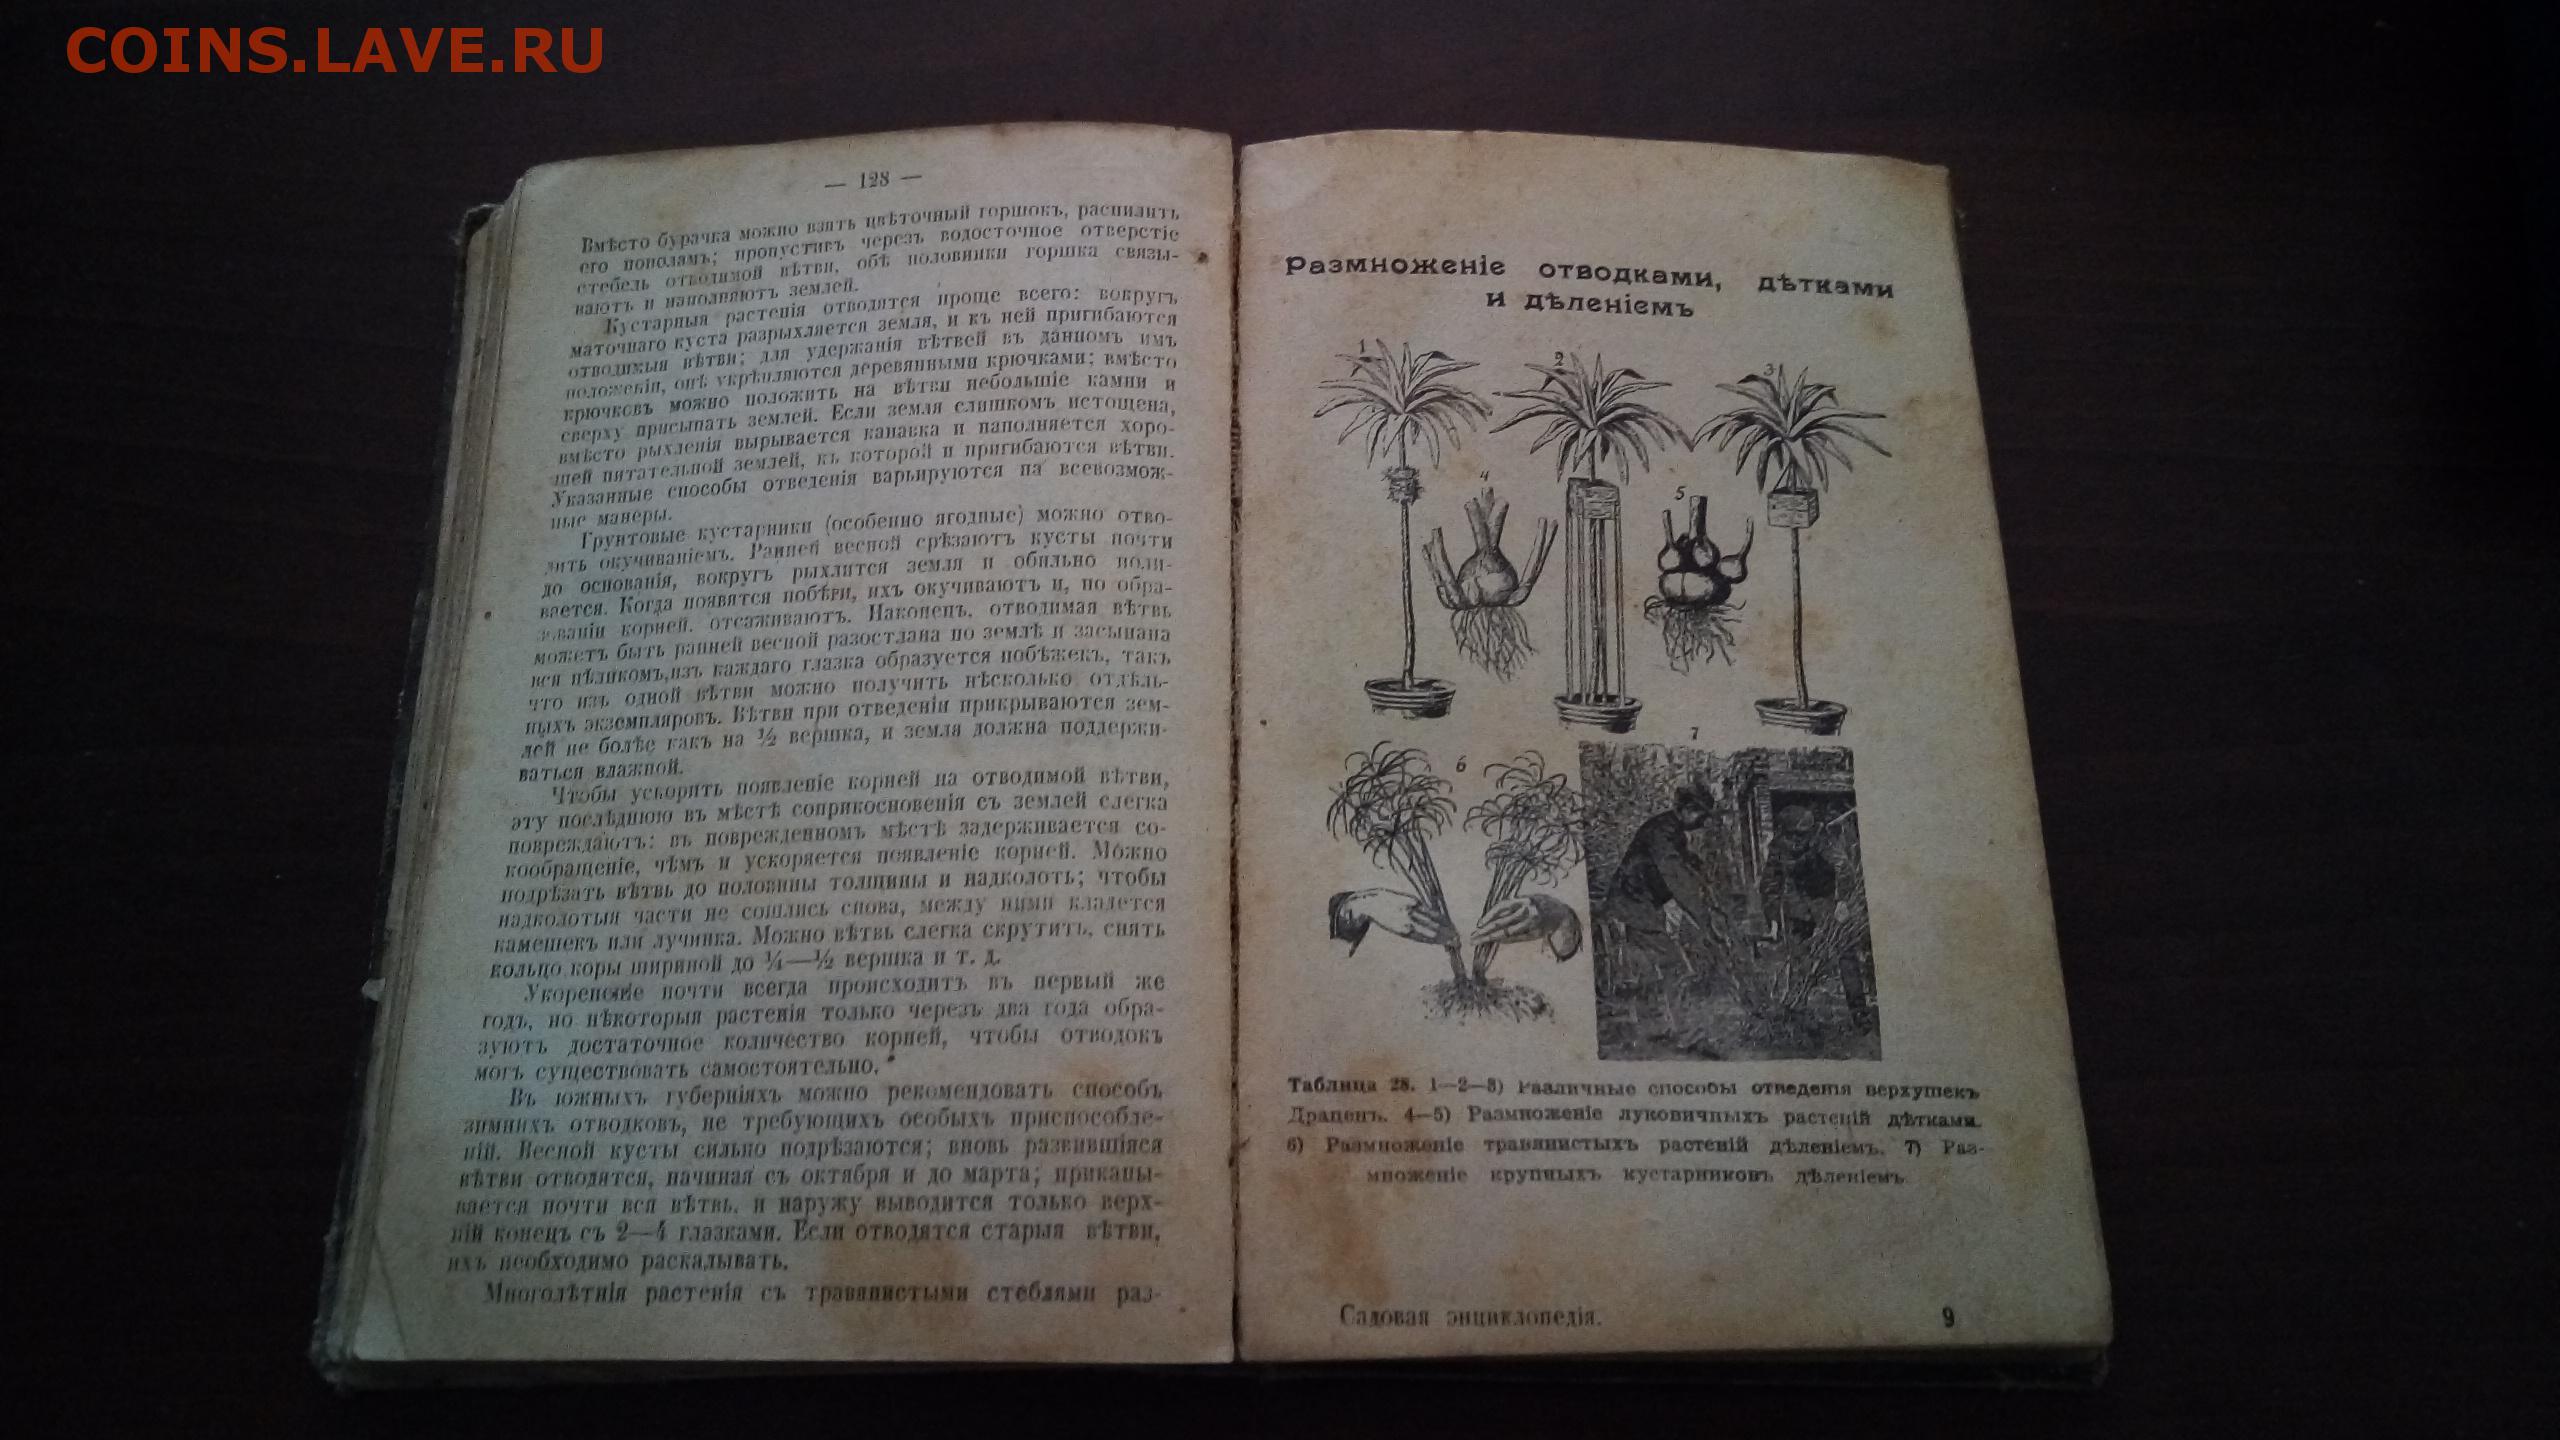 COINS.LAVE.RU
— 128 —
Вмѣсто бурачка можно взять цвѣточный горшокъ, распилить
его пополамъ; пропустивъ черезъ водосточное отверстіе
стебель отводимой вѣтви, обѣ половинки горшка связы-
ваютъ и наполняютъ землей.
Кустарныя растенія отводятся проще всего: вокругъ
маточнаго куста разрыхляется земля, и къ ней пригибаются
отводимыя вѣтви; для удержанія вѣтвей въ данномъ имъ
положеніи, онѣ укрѣпляются деревянными крючками; вмѣсто
крючковъ можно положить на вѣтви небольшіе камни и
сверху присыпать землей. Если земля слишкомъ истощена,
вмѣсто рыхленія вырывается канавка и наполняется хоро-
шей питательной землей, къ которой и пригибаются вѣтви.
Указанные способы отведенія варьируются на всевозмож-
ные манеры.
Грунтовые кустарники (особенно ягодные) можно отво-
дить окучиваніемъ. Ранней весной срѣзаютъ кусты почти
до основанія, вокругъ рыхлится земля и обильно поли-
вается. Когда появятся побѣги, ихъ окучиваютъ и, по обра-
зованіи корней, отсаживаютъ. Наконецъ, отводимая вѣтвь
можетъ быть ранней весной разостлана по землѣ и засыпана
вся цѣликомъ, изъ каждаго глазка образуется побѣжекъ, такъ
что изъ одной вѣтви можно получить нѣсколько отдѣль-
ныхъ экземпляровъ. Вѣтви при отведеніи прикрываются зем-
лей не болѣе какъ на ½ вершка, и земля должна поддержи-
ваться влажной.
Чтобы ускорить появленіе корней на отводимой вѣтви,
эту послѣднюю въ мѣстѣ соприкосновенія съ землей слегка
повреждаютъ: въ поврежденномъ мѣстѣ задерживается со-
кообращеніе, чѣмъ и ускоряется появленіе корней. Можно
подрѣзать вѣтвь до половины толщины и надколоть; чтобы
надколотыя части не сошлись снова, между ними кладется
камешекъ или лучинка. Можно вѣтвь слегка скрутить, снять
кольцо коры шириной до ¼—½ вершка и т. д.
Укорененіе почти всегда происходитъ въ первый же
годъ, но нѣкоторыя растенія только черезъ два года обра-
зуютъ достаточное количество корней, чтобы отводокъ
могъ существовать самостоятельно.
Въ южныхъ губерніяхъ можно рекомендовать способъ
зимнихъ отводковъ, не требующихъ особыхъ приспособле-
ній. Весной кусты сильно подрѣзаются; вновь развившіяся
вѣтви отводятся, начиная съ октября и до марта; прикапы-
вается почти вся вѣтвь, и наружу выводится только верх-
ній конецъ съ 2—4 глазками. Если отводятся старыя вѣтви,
ихъ необходимо раскалывать.
Многолѣтнія растенія съ травянистыми стеблями раз-
Размноженіе отводками, дѣтками
и дѣленіемъ
1
2
3
4
5
6
7
Таблица 28. 1—2—3) Различные способы отведенія верхушекъ
Драценъ. 4—5) Размноженіе луковичныхъ растеній дѣтками.
6) Размноженіе травянистыхъ растеній дѣленіемъ. 7) Раз-
множеніе крупныхъ кустарниковъ дѣленіемъ
Садовая энциклопедія. 9